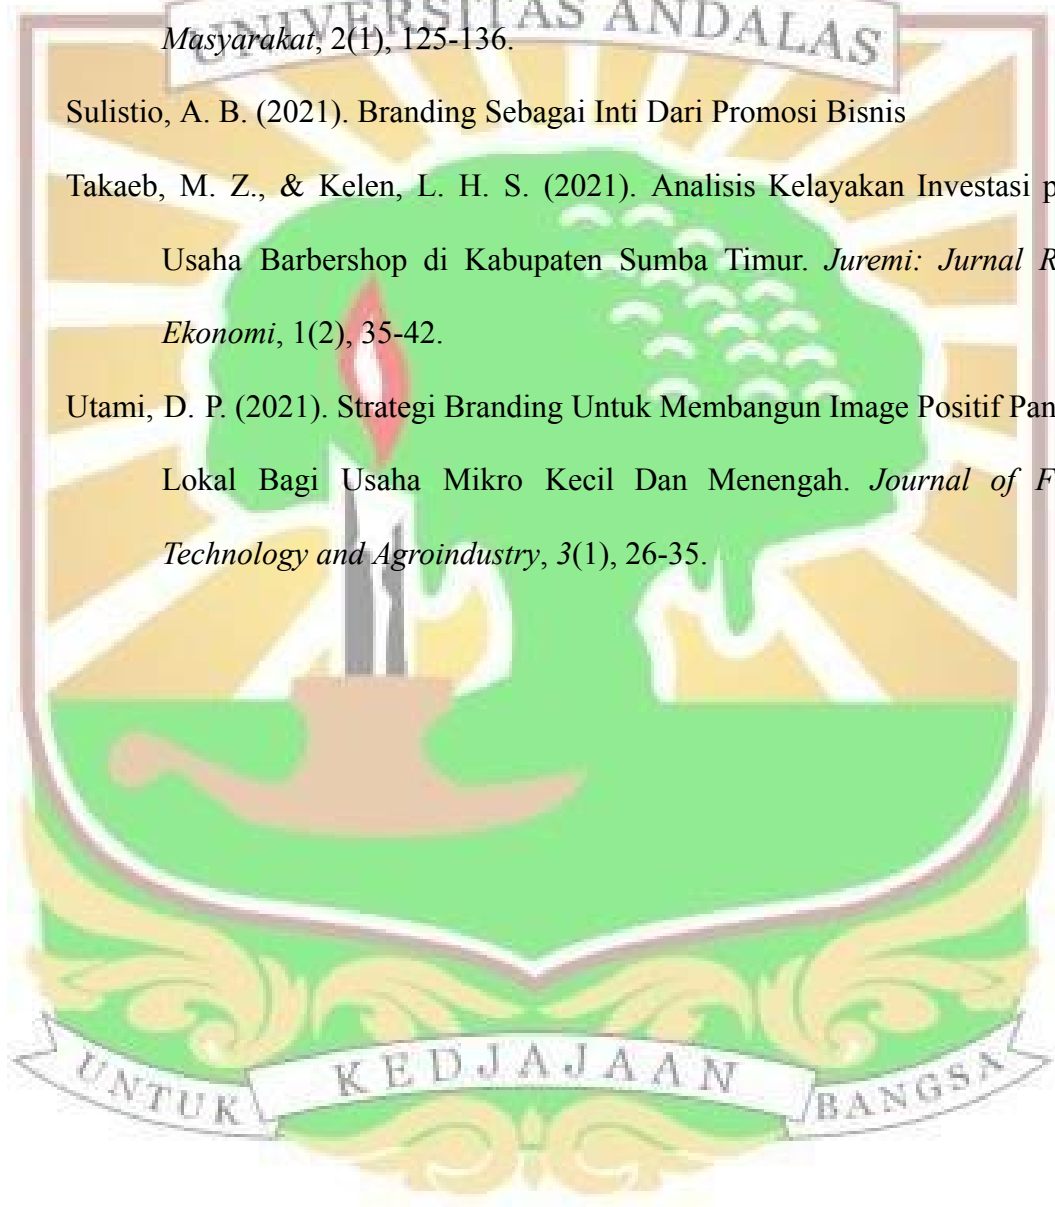 UNIVERSITAS ANDALAS
Masyarakat, 2(1), 125-136.
Sulistio, A. B. (2021). Branding Sebagai Inti Dari Promosi Bisnis
Takaeb, M. Z., & Kelen, L. H. S. (2021). Analisis Kelayakan Investasi
Usaha Barbershop di Kabupaten Sumba Timur. Juremi: Jurnal
Ekonomi, 1(2), 35-42.
Utami, D. P. (2021). Strategi Branding Untuk Membangun Image Positif
Lokal Bagi Usaha Mikro Kecil Dan Menengah. Journal of
Technology and Agroindustry, 3(1), 26-35.
UNTUK KEDJAJAAN BANGSA